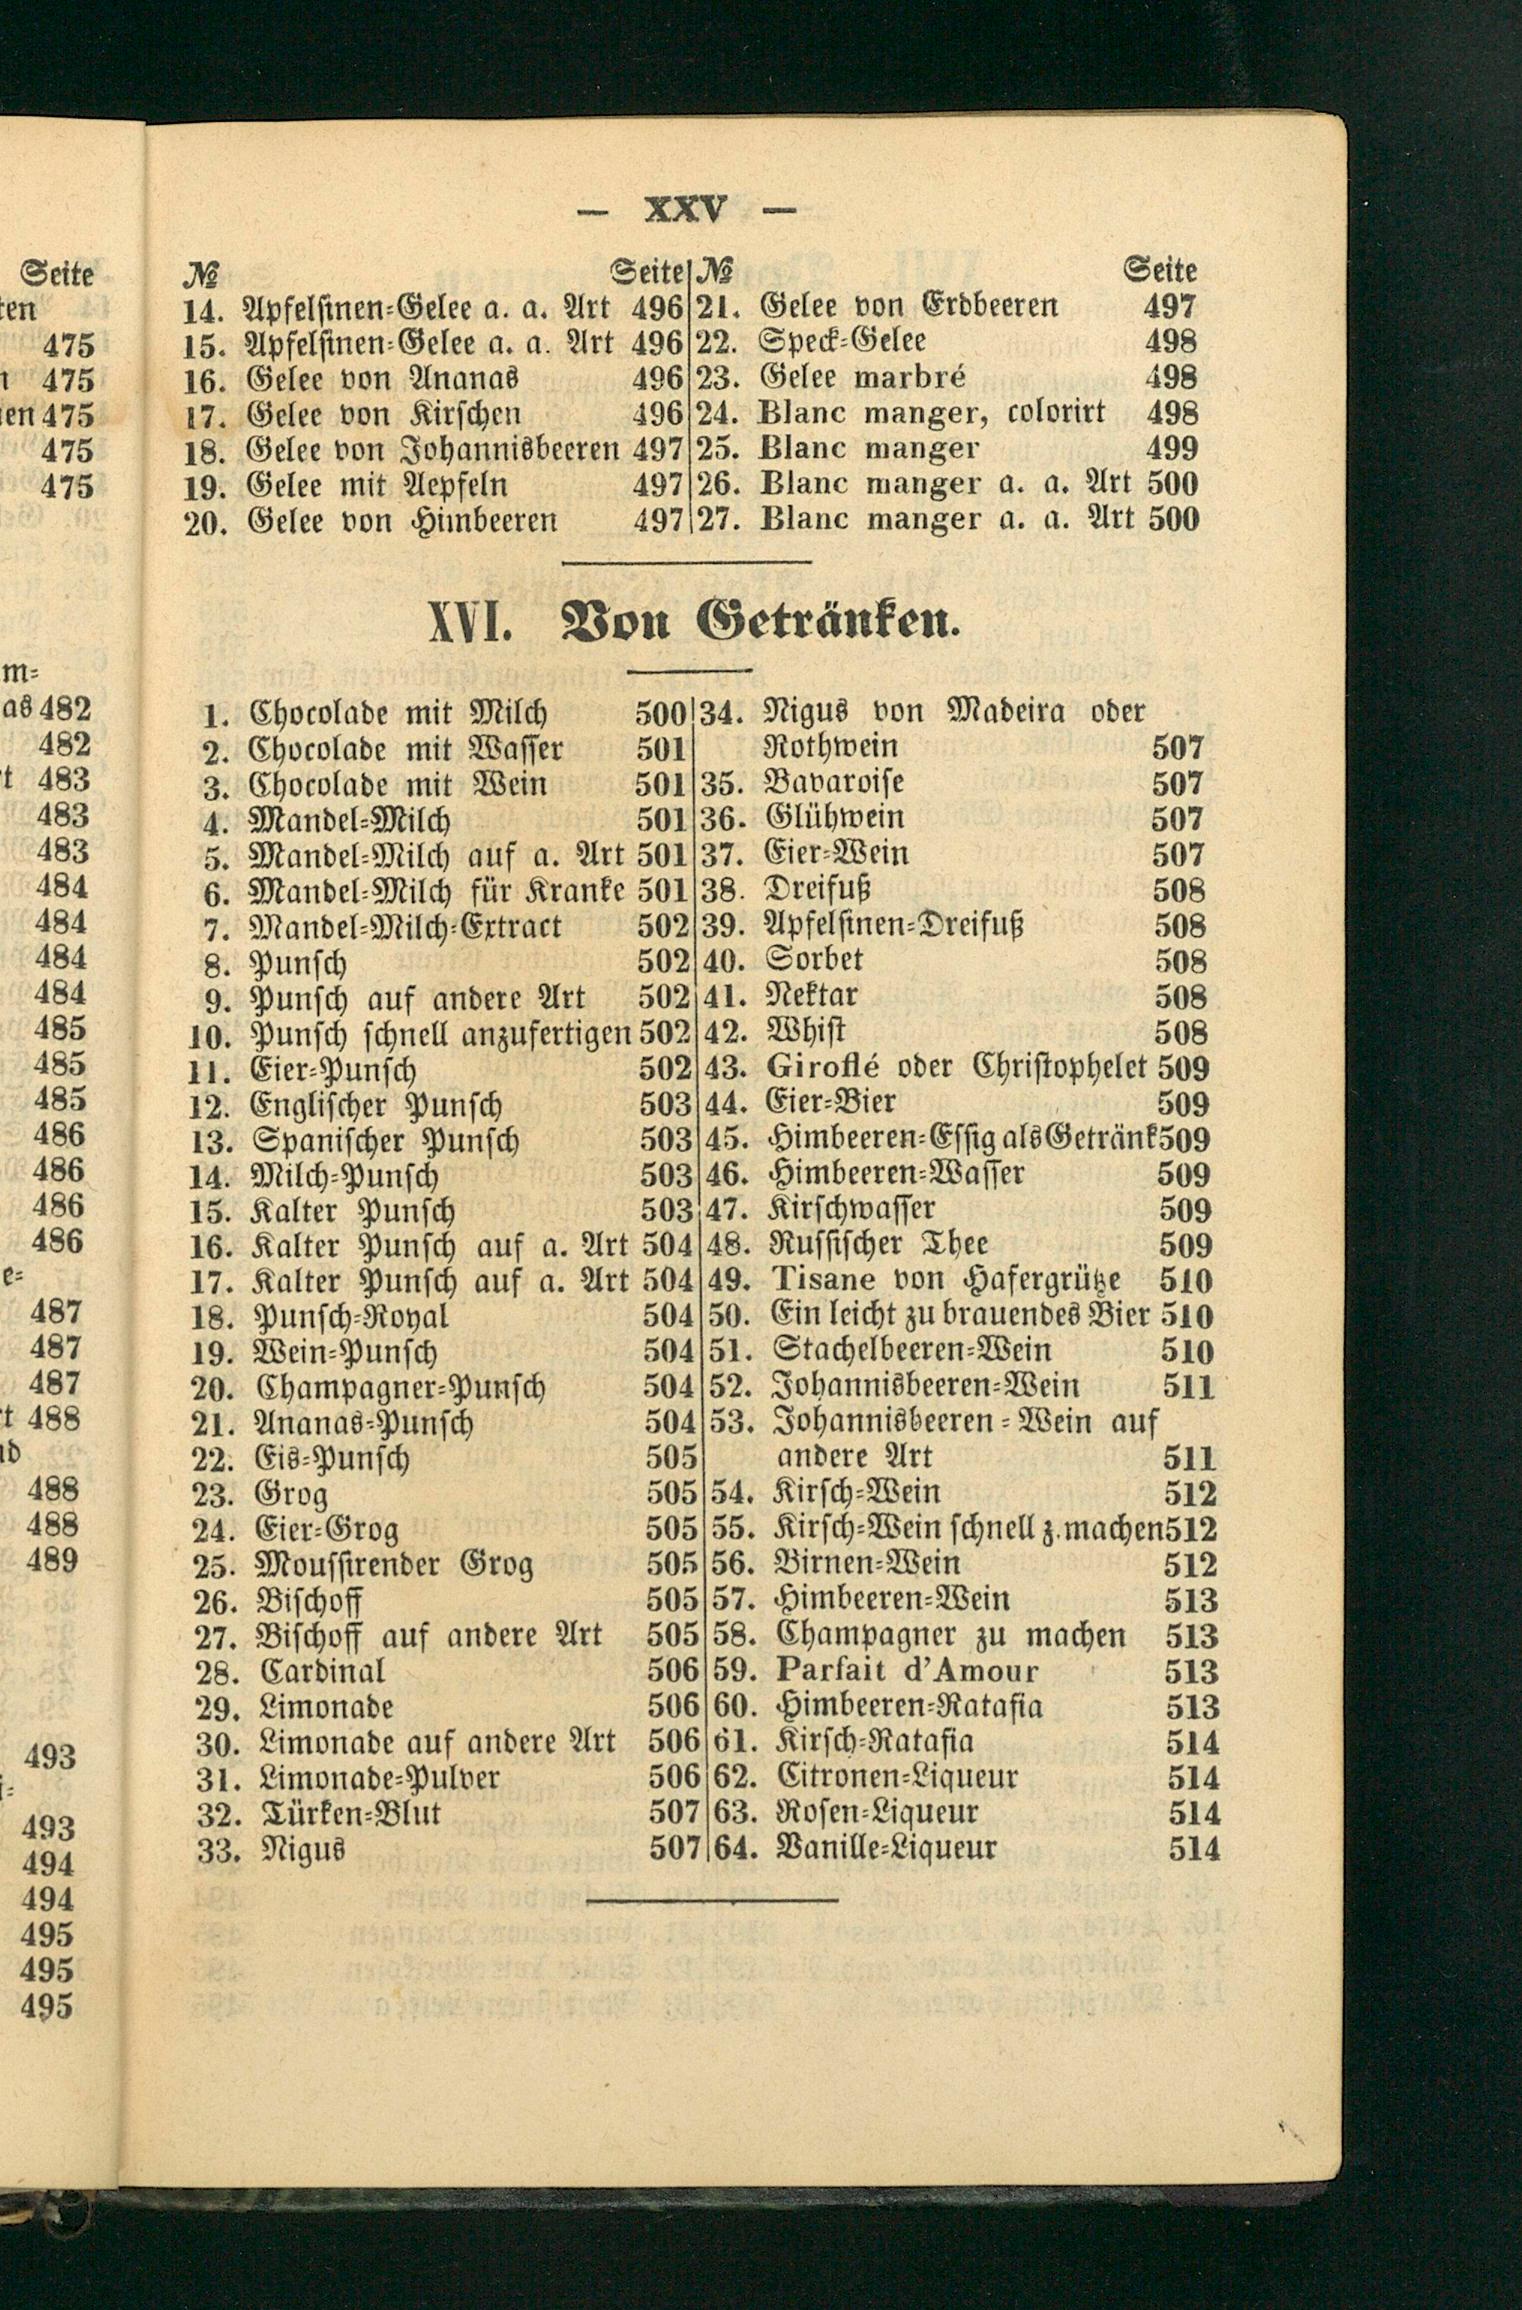 — XXV —
№ Seite
14. Apfelsinen-Gelee a. a. Art 496
15. Apfelsinen-Gelee a. a. Art 496
16. Gelee von Ananas 496
17. Gelee von Kirschen 496
18. Gelee von Johannisbeeren 497
19. Gelee mit Aepfeln 497
20. Gelee von Himbeeren 497
№ Seite
21. Gelee von Erdbeeren 497
22. Speck-Gelee 498
23. Gelee marbré 498
24. Blanc manger, colorirt 498
25. Blanc manger 499
26. Blanc manger a. a. Art 500
27. Blanc manger a. a. Art 500
XVI. Von Getränken.
1. Chocolade mit Milch 500
2. Chocolade mit Wasser 501
3. Chocolade mit Wein 501
4. Mandel-Milch 501
5. Mandel-Milch auf a. Art 501
6. Mandel-Milch für Kranke 501
7. Mandel-Milch-Extract 502
8. Punsch 502
9. Punsch auf andere Art 502
10. Punsch schnell anzufertigen 502
11. Eier-Punsch 502
12. Englischer Punsch 503
13. Spanischer Punsch 503
14. Milch-Punsch 503
15. Kalter Punsch 503
16. Kalter Punsch auf a. Art 504
17. Kalter Punsch auf a. Art 504
18. Punsch-Royal 504
19. Wein-Punsch 504
20. Champagner-Punsch 504
21. Ananas-Punsch 504
22. Eis-Punsch 505
23. Grog 505
24. Eier-Grog 505
25. Moussirender Grog 505
26. Bischoff 505
27. Bischoff auf andere Art 505
28. Cardinal 506
29. Limonade 506
30. Limonade auf andere Art 506
31. Limonade-Pulver 506
32. Türken-Blut 507
33. Nigus 507
34. Nigus von Madeira oder
Rothwein 507
35. Bavaroise 507
36. Glühwein 507
37. Eier-Wein 507
38. Dreifuß 508
39. Apfelsinen-Dreifuß 508
40. Sorbet 508
41. Nektar 508
42. Whist 508
43. Giroflé oder Christophelet 509
44. Eier-Bier 509
45. Himbeeren-Essig als Getränk 509
46. Himbeeren-Wasser 509
47. Kirschwasser 509
48. Russischer Thee 509
49. Tisane von Hafergrütze 510
50. Ein leicht zu brauendes Bier 510
51. Stachelbeeren-Wein 510
52. Johannisbeeren-Wein 511
53. Johannisbeeren-Wein auf
andere Art 511
54. Kirsch-Wein 512
55. Kirsch-Wein schnell z. machen 512
56. Birnen-Wein 512
57. Himbeeren-Wein 513
58. Champagner zu machen 513
59. Parfait d'Amour 513
60. Himbeeren-Ratafia 513
61. Kirsch-Ratafia 514
62. Citronen-Liqueur 514
63. Rosen-Liqueur 514
64. Vanille-Liqueur 514